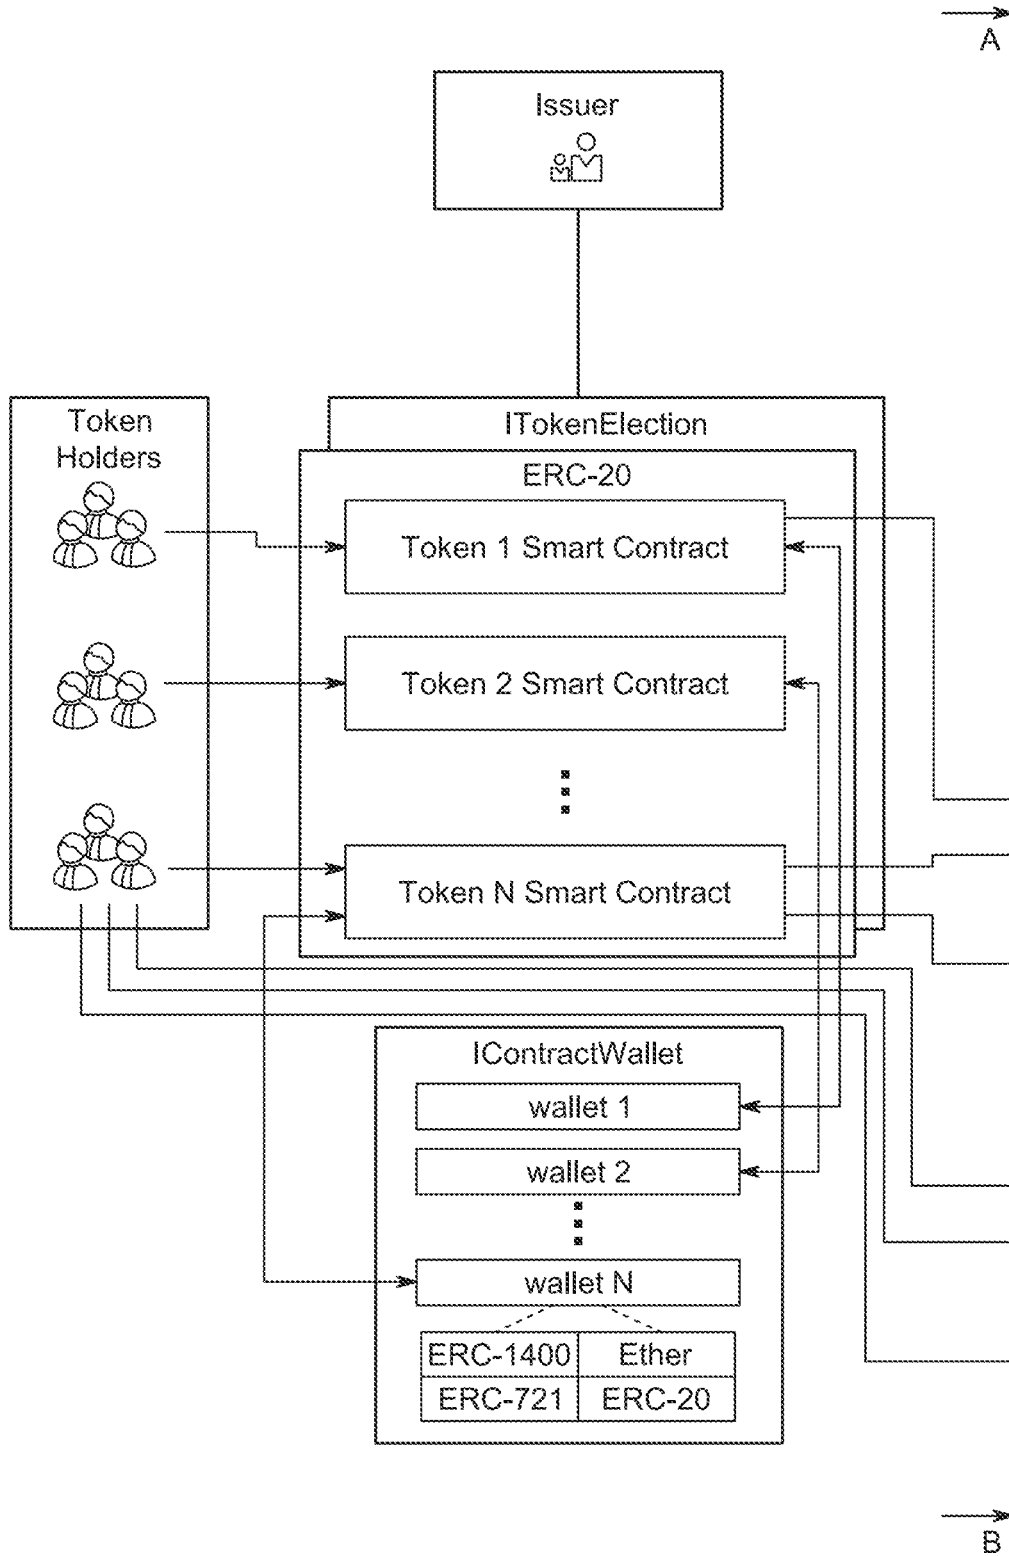 A
Issuer
Token
Holders
ITokenElection
ERC-20
Token 1 Smart Contract
Token 2 Smart Contract
Token N Smart Contract
IContractWallet
wallet 1
wallet 2
wallet N
ERC-1400 Ether
ERC-721 ERC-20
B